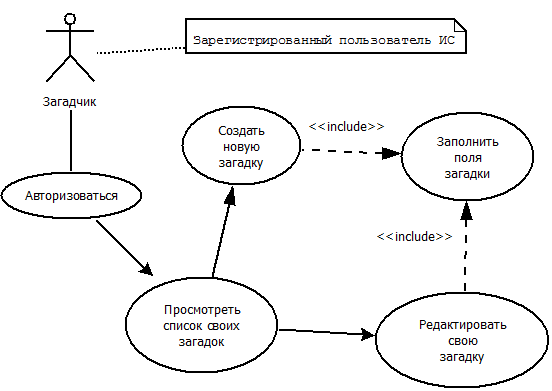 Зарегистрированный пользователь ИС
Загадчик
Создать
новую
загадку
<<include>>
Заполнить
поля
загадки
Авторизоваться
<<include>>
Просмотреть
список своих
загадок
Редактировать
свою
загадку